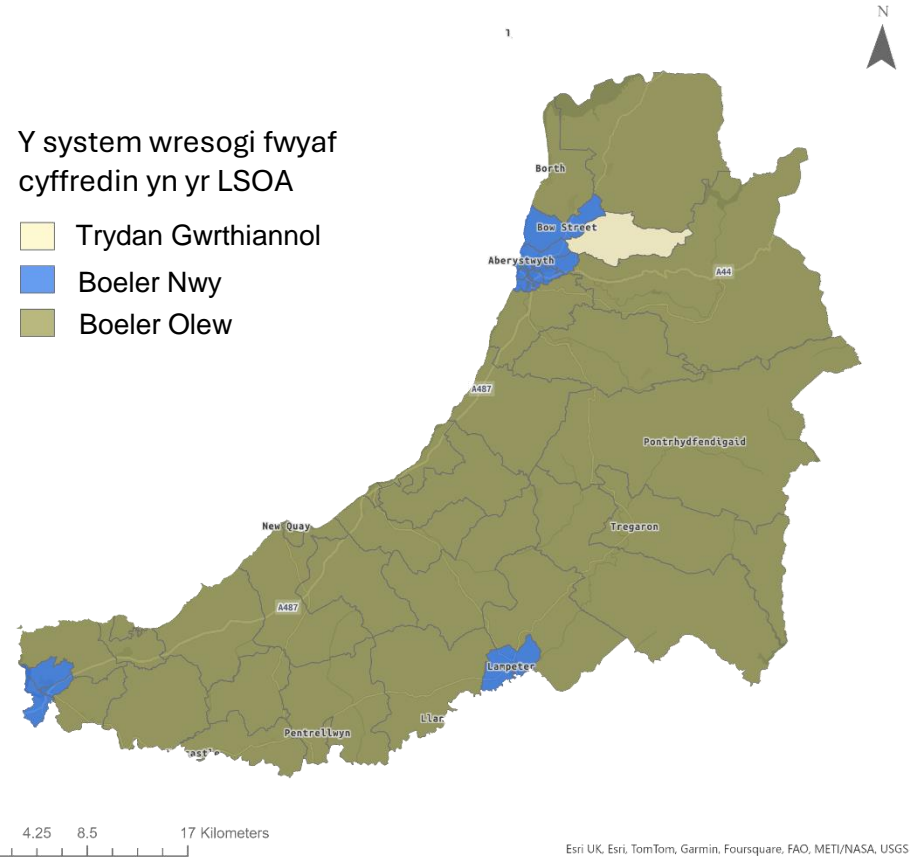 N
1
Y system wresogi fwyaf
cyffredin yn yr LSOA
Trydan Gwrthiannol
Boeler Nwy
Boeler Olew
Borth
Bow Street
Aberystwyth
A44
A487
Pontrhydfendigaid
New Quay
Tregaron
A487
Lampeter
Llan
Pentrellwyn
4.25 8.5 17 Kilometers
Esri UK, Esri, TomTom, Garmin, Foursquare, FAO, METI/NASA, USGS